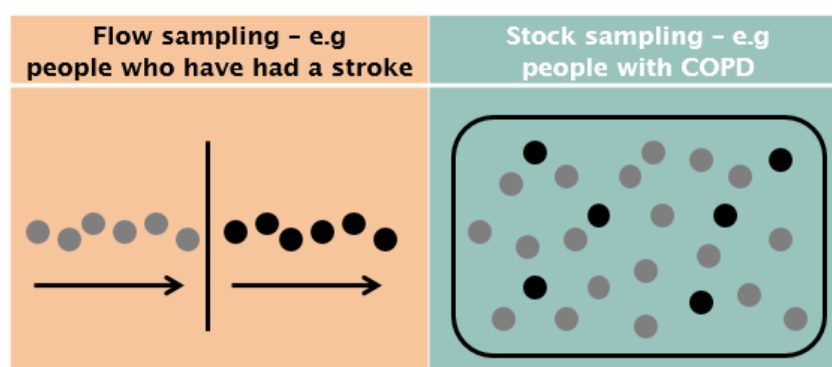 Flow sampling – e.g
people who have had a stroke
Stock sampling – e.g
people with COPD